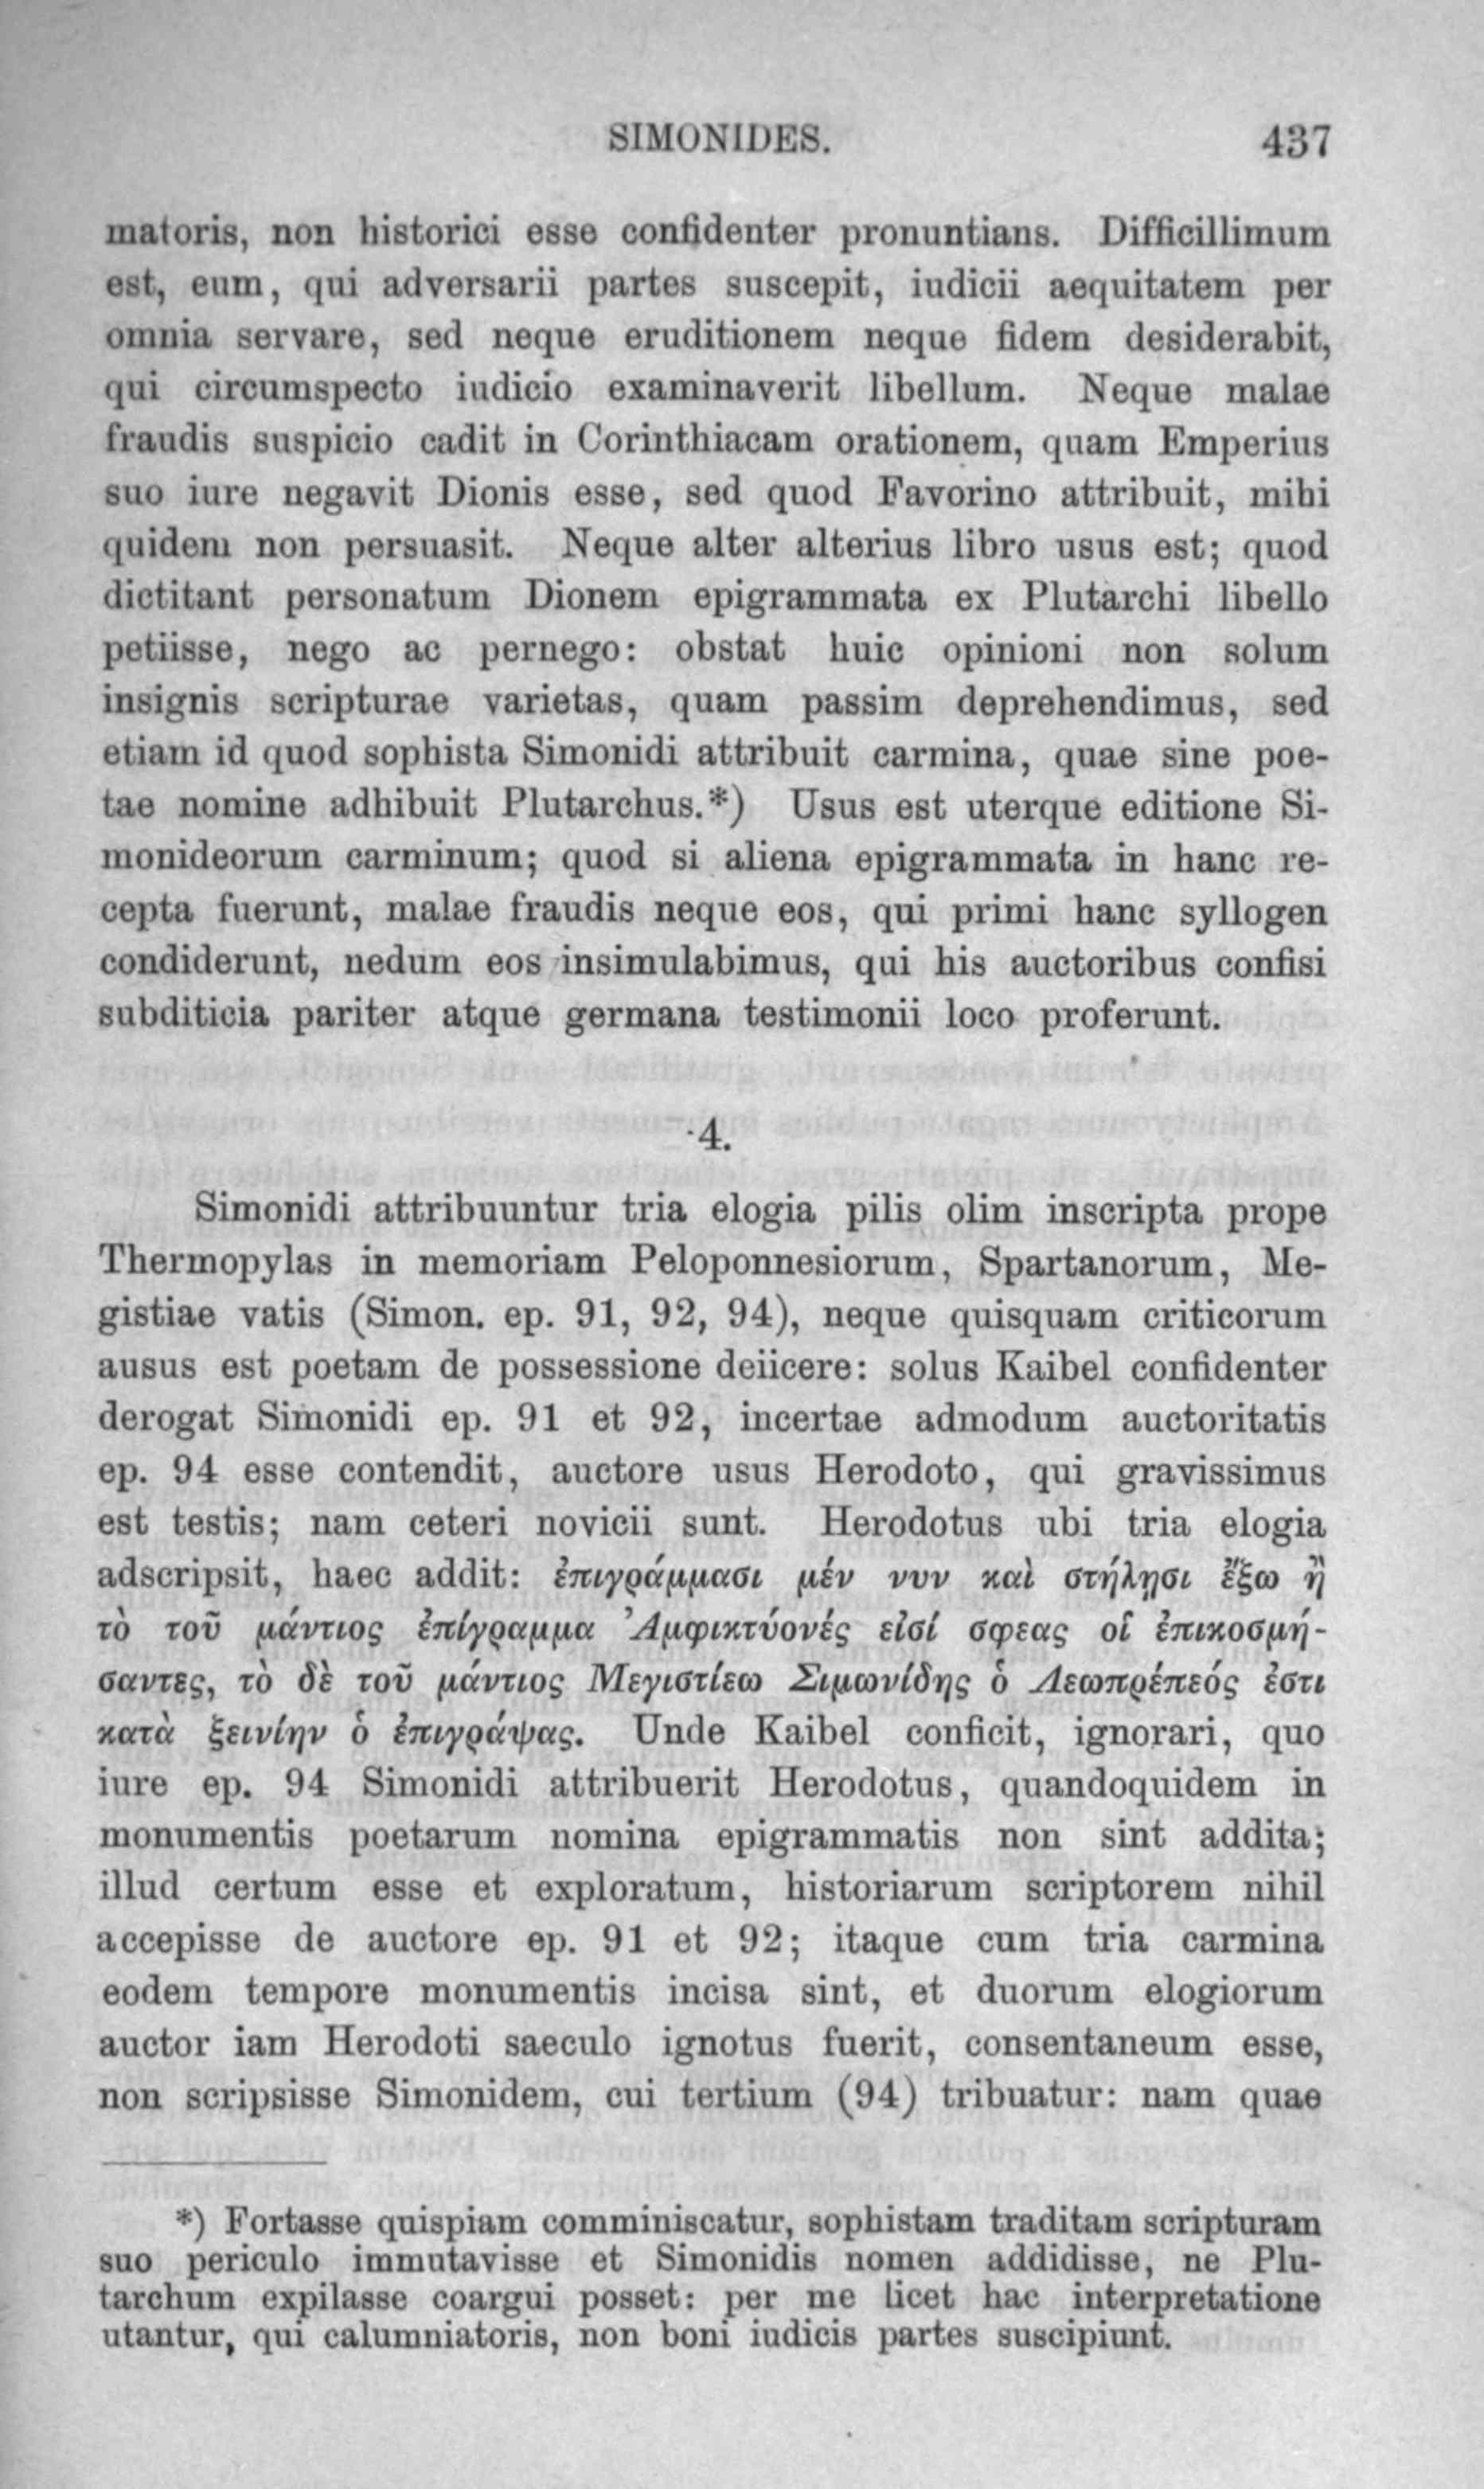 SIMONIDES. 437
matoris, non historici esse confidenter pronuntians. Difficillimum
est, eum, qui adversarii partes suscepit, iudicii aequitatem per
omnia servare, sed neque eruditionem neque fidem desiderabit,
qui circumspecto iudicio examinaverit libellum. Neque malae
fraudis suspicio cadit in Corinthiacam orationem, quam Emperius
suo iure negavit Dionis esse, sed quod Favorino attribuit, mihi
quidem non persuasit. Neque alter alterius libro usus est; quod
dictitant personatum Dionem epigrammata ex Plutarchi libello
petiisse, nego ac pernego: obstat huic opinioni non solum
insignis scripturae varietas, quam passim deprehendimus, sed
etiam id quod sophista Simonidi attribuit carmina, quae sine poe-
tae nomine adhibuit Plutarchus.*) Usus est uterque editione Si-
monideorum carminum; quod si aliena epigrammata in hanc re-
cepta fuerunt, malae fraudis neque eos, qui primi hanc syllogen
condiderunt, nedum eos insimulabimus, qui his auctoribus confisi
subditicia pariter atque germana testimonii loco proferunt.
4.
Simonidi attribuuntur tria elogia pilis olim inscripta prope
Thermopylas in memoriam Peloponnesiorum, Spartanorum, Me-
gistiae vatis (Simon. ep. 91, 92, 94), neque quisquam criticorum
ausus est poetam de possessione deiicere: solus Kaibel confidenter
derogat Simonidi ep. 91 et 92, incertae admodum auctoritatis
ep. 94 esse contendit, auctore usus Herodoto, qui gravissimus
est testis; nam ceteri novicii sunt. Herodotus ubi tria elogia
adscripsit, haec addit: ἐπιγράμμασι μέν νυν καὶ στήλῃσι ἔξω ἢ
τὸ τοῦ μάντιος ἐπίγραμμα Ἀμφικτύονές εἰσί σφεας οἱ ἐπικοσμή-
σαντες, τὸ δὲ τοῦ μάντιος Μεγιστίεω Σιμωνίδης ὁ Λεωπρέπεός ἐστι
κατὰ ξεινίην ὁ ἐπιγράψας. Unde Kaibel conficit, ignorari, quo
iure ep. 94 Simonidi attribuerit Herodotus, quandoquidem in
monumentis poetarum nomina epigrammatis non sint addita;
illud certum esse et exploratum, historiarum scriptorem nihil
accepisse de auctore ep. 91 et 92; itaque cum tria carmina
eodem tempore monumentis incisa sint, et duorum elogiorum
auctor iam Herodoti saeculo ignotus fuerit, consentaneum esse,
non scripsisse Simonidem, cui tertium (94) tribuatur: nam quae
*) Fortasse quispiam comminiscatur, sophistam traditam scripturam
suo periculo immutavisse et Simonidis nomen addidisse, ne Plu-
tarchum expilasse coargui posset: per me licet hac interpretatione
utantur, qui calumniatoris, non boni iudicis partes suscipiunt.